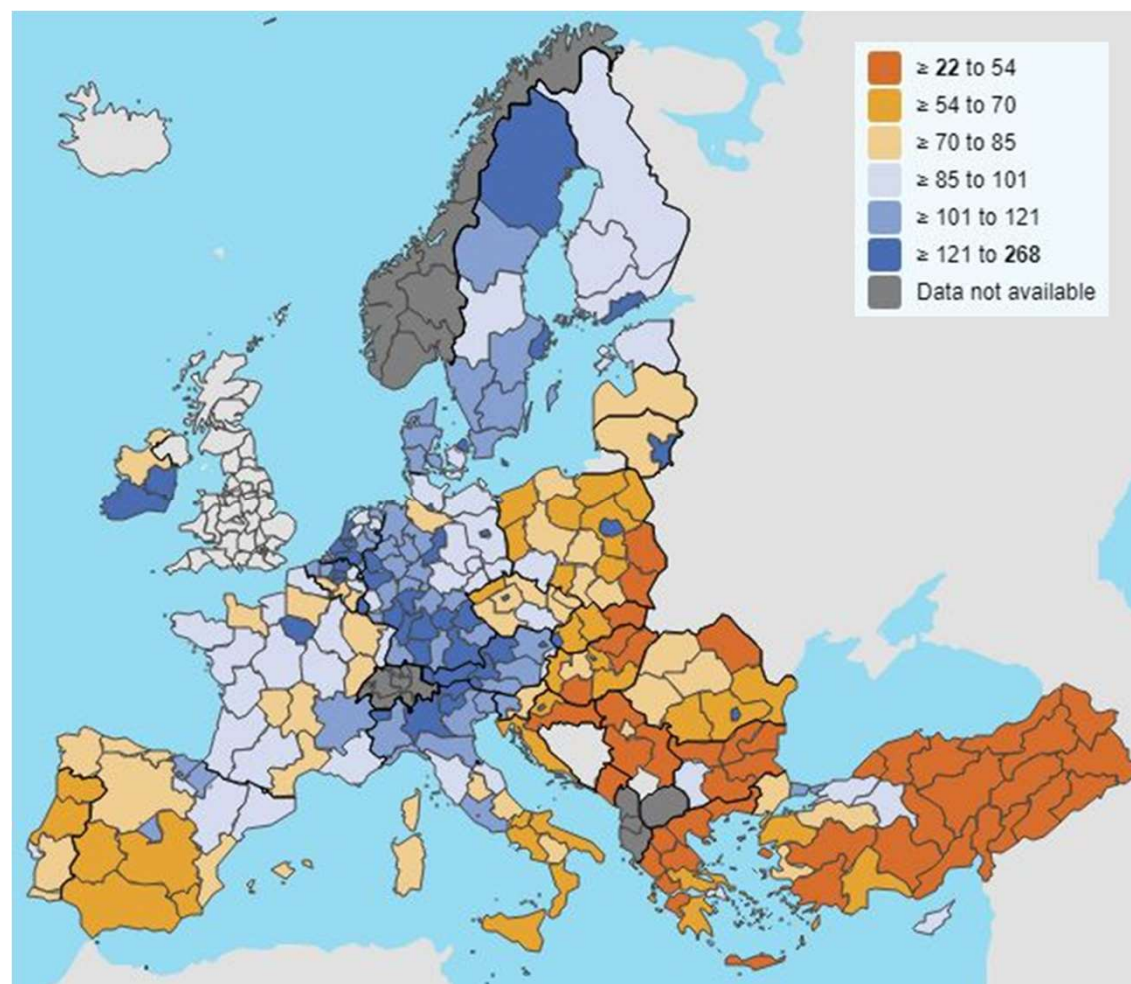 ≥ 22 to 54
≥ 54 to 70
≥ 70 to 85
≥ 85 to 101
≥ 101 to 121
≥ 121 to 268
Data not available